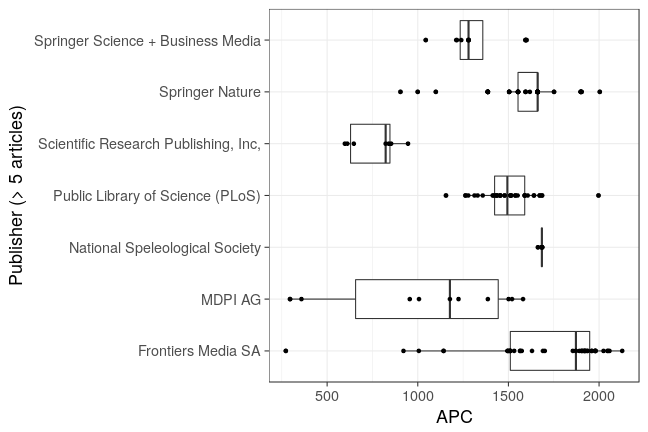 Publisher (> 5 articles)
Springer Science + Business Media
Springer Nature
Scientific Research Publishing, Inc,
Public Library of Science (PLoS)
National Speleological Society
MDPI AG
Frontiers Media SA
500 1000 1500 2000
APC